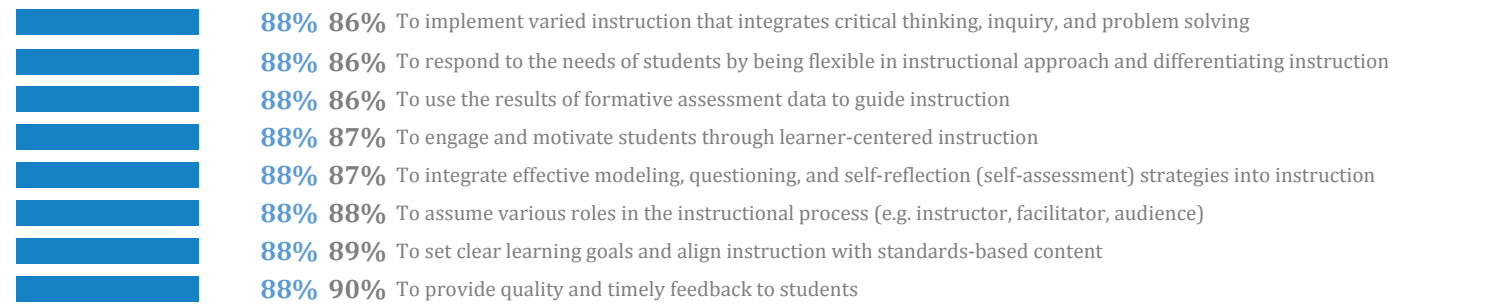 88% 86% To implement varied instruction that integrates critical thinking, inquiry, and problem solving
88% 86% To respond to the needs of students by being flexible in instructional approach and differentiating instruction
88% 86% To use the results of formative assessment data to guide instruction
88% 87% To engage and motivate students through learner-centered instruction
88% 87% To integrate effective modeling, questioning, and self-reflection (self-assessment) strategies into instruction
88% 88% To assume various roles in the instructional process (e.g. instructor, facilitator, audience)
88% 89% To set clear learning goals and align instruction with standards-based content
88% 90% To provide quality and timely feedback to students